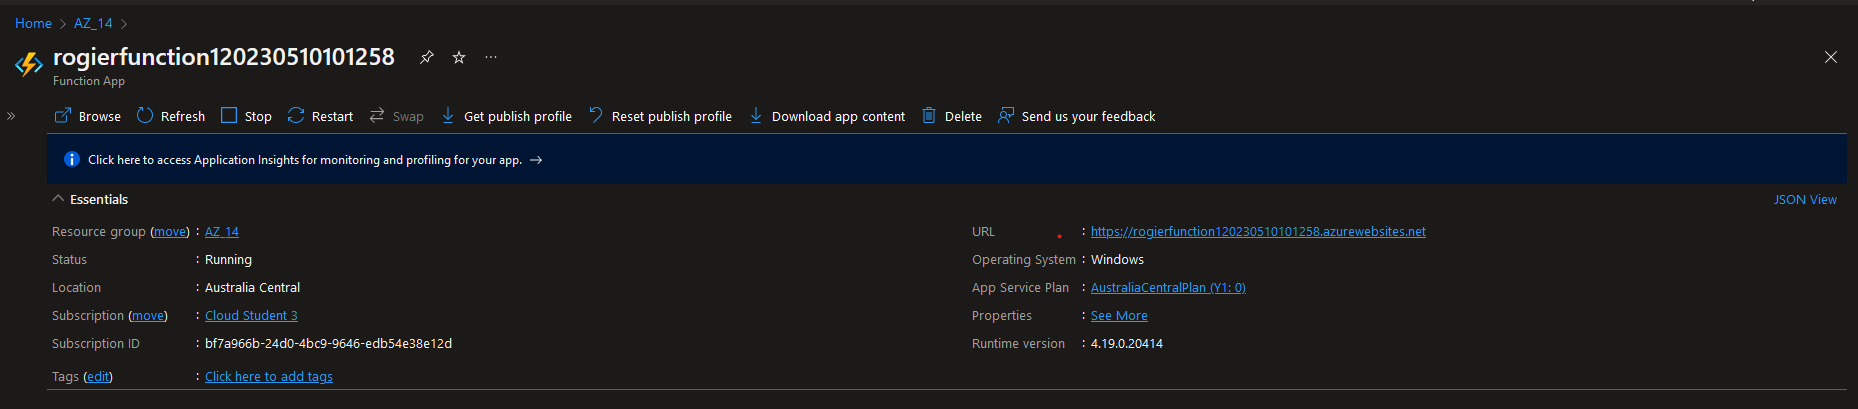 Home > AZ_14 >
rogierfunction120230510101258
Function App
Browse Refresh Stop Restart Swap Get publish profile Reset publish profile Download app content Delete Send us your feedback
Click here to access Application Insights for monitoring and profiling for your app. →
Essentials JSON View
Resource group (move) : AZ_14
Status : Running
Location : Australia Central
Subscription (move) : Cloud Student 3
Subscription ID : bf7a966b-24d0-4bc9-9646-edb54e38e12d
Tags (edit) : Click here to add tags
URL : https://rogierfunction120230510101258.azurewebsites.net
Operating System : Windows
App Service Plan : AustraliaCentralPlan (Y1: 0)
Properties : See More
Runtime version : 4.19.0.20414